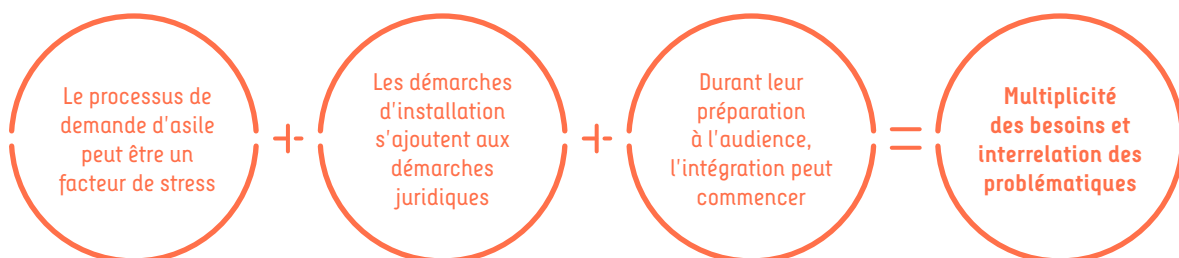 Le processus de
demande d'asile
peut être un
facteur de stress
+
Les démarches
d'installation
s'ajoutent aux
démarches
juridiques
+
Durant leur
préparation
à l'audience,
l'intégration peut
commencer
=
Multiplicité
des besoins et
interrelation des
problématiques